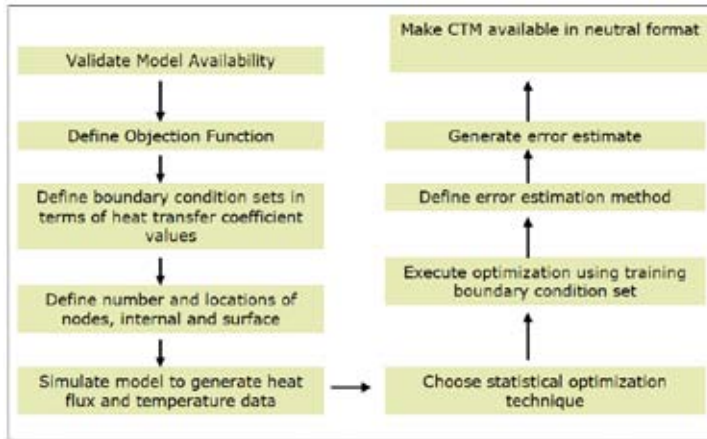 Validate Model Availability
Define Objection Function
Define boundary condition sets in
terms of heat transfer coefficient
values
Define number and locations of
nodes, internal and surface
Simulate model to generate heat
flux and temperature data
Choose statistical optimization
technique
Execute optimization using training
boundary condition set
Define error estimation method
Generate error estimate
Make CTM available in neutral format